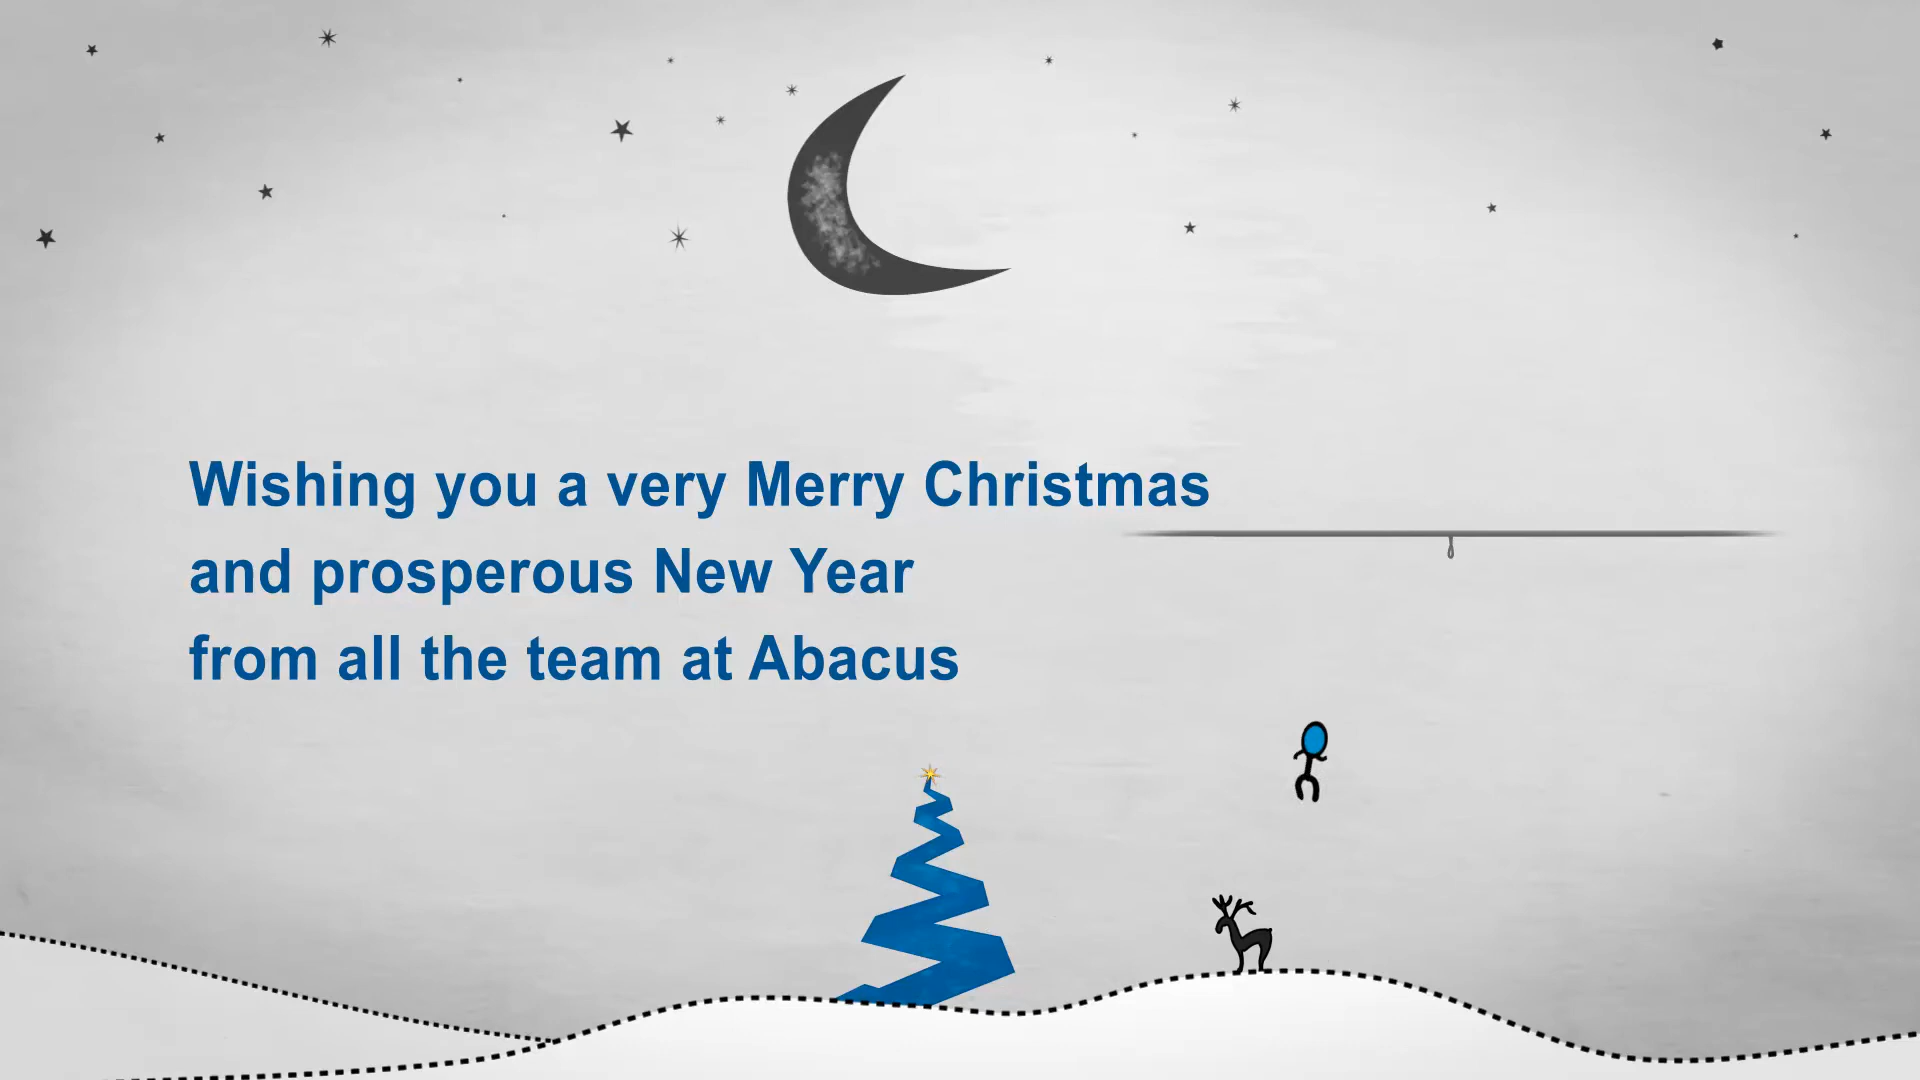 Wishing you a very Merry Christmas
and prosperous New Year
from all the team at Abacus